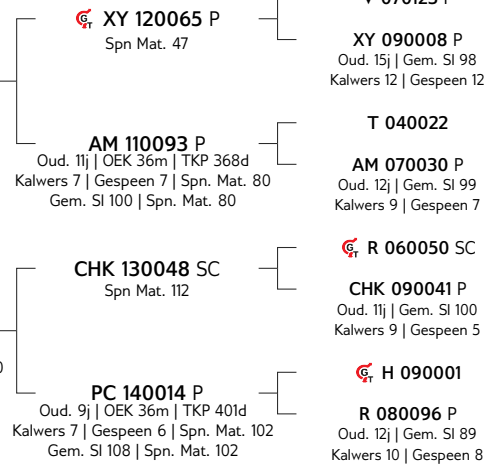 XY 120065 P
Spn Mat. 47
XY 090008 P
Oud. 15j | Gem. SI 98
Kalwers 12 | Gespeen 12
AM 110093 P
Oud. 11j | OEK 36m | TKP 368d
Kalwers 7 | Gespeen 7 | Spn. Mat. 80
Gem. SI 100 | Spn. Mat. 80
T 040022
AM 070030 P
Oud. 12j | Gem. SI 99
Kalwers 9 | Gespeen 7
CHK 130048 SC
Spn Mat. 112
GT R 060050 SC
CHK 090041 P
Oud. 11j | Gem. SI 100
Kalwers 9 | Gespeen 5
PC 140014 P
Oud. 9j | OEK 36m | TKP 401d
Kalwers 7 | Gespeen 6 | Spn. Mat. 102
Gem. SI 108 | Spn. Mat. 102
GT H 090001
R 080096 P
Oud. 12j | Gem. SI 89
Kalwers 10 | Gespeen 8